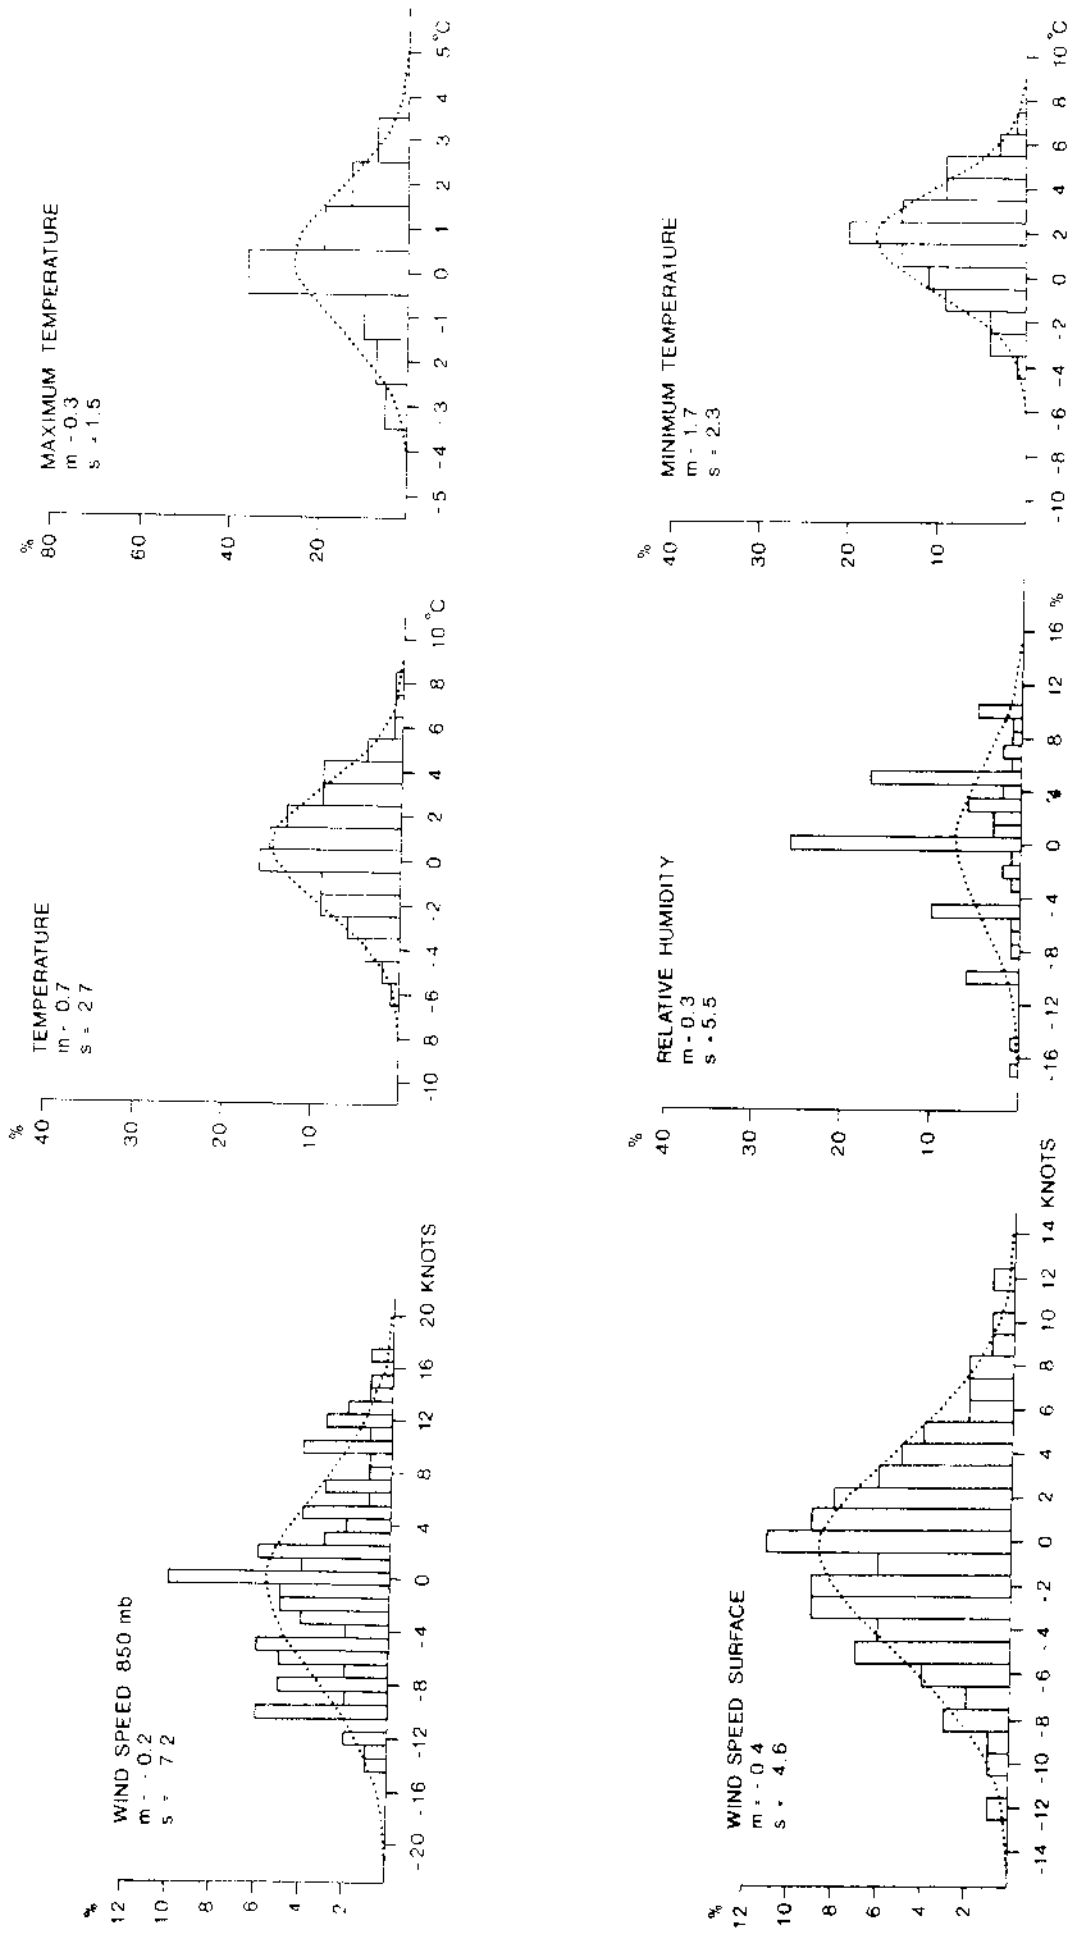 WIND SPEED 850 mb
m - -0.2
s = 7.2
%
12
10
8
6
4
2
-20 -16 -12 -8 -4 0 4 8 12 16 20 KNOTS
TEMPERATURE
m - 0.7
s = 2.7
%
40
30
20
10
-10 8 -6 -4 -2 0 2 4 6 8 10 °C
MAXIMUM TEMPERATURE
m - 0.3
s - 1.5
%
80
60
40
20
-5 -4 -3 2 -1 0 1 2 3 4 5 °C
WIND SPEED SURFACE
m = - 0.4
s - 4.6
%
12
10
8
6
4
2
-14 -12 -10 -8 -6 -4 -2 0 2 4 6 8 10 12 14 KNOTS
RELATIVE HUMIDITY
m - 0.3
s - 5.5
%
40
30
20
10
-16 -12 -8 -4 0 4 8 12 16 %
MINIMUM TEMPERATURE
m - 1.7
s = 2.3
%
40
30
20
10
-10 -8 -6 -4 -2 0 2 4 6 8 10 °C